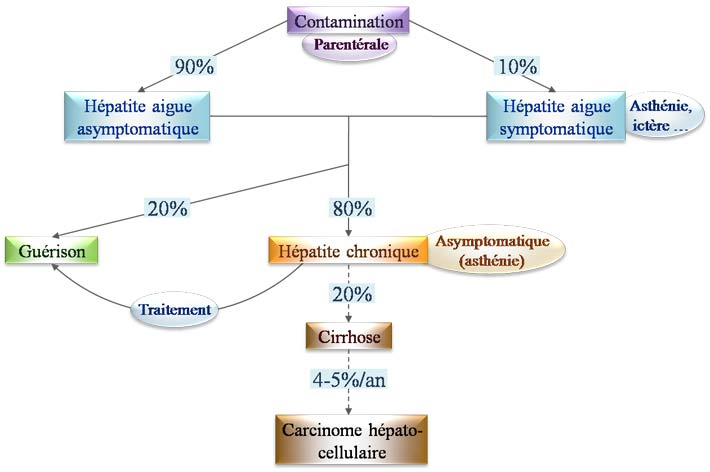 Contamination
Parentérale
90%
10%
Hépatite aigue
asymptomatique
Hépatite aigue
symptomatique
Asthénie,
ictère ...
20%
80%
Guérison
Hépatite chronique
Asymptomatique
(asthénie)
Traitement
20%
Cirrhose
4-5%/an
Carcinome hépato-
cellulaire